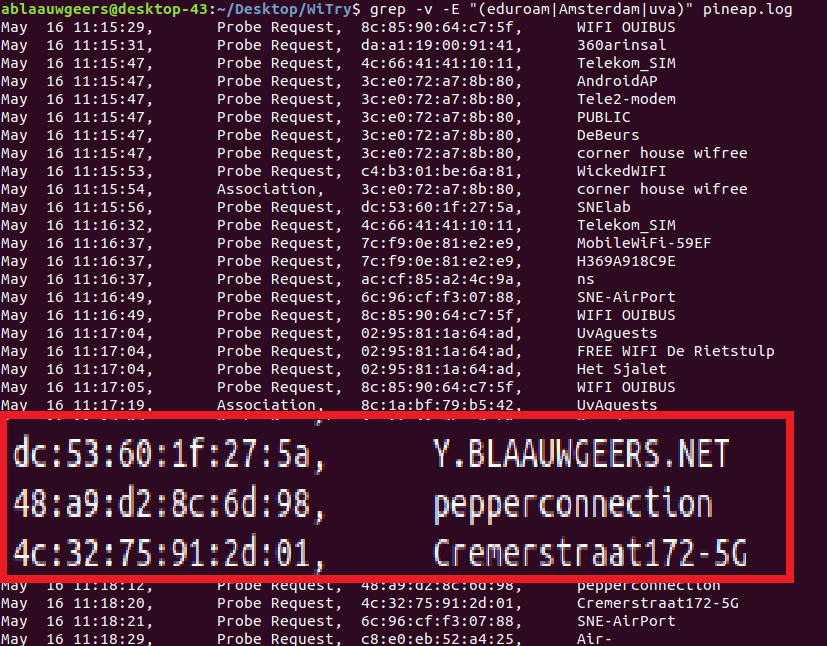 ablaauwgeers@desktop-43:~/Desktop/WiTry$ grep -v -E "(eduroam|Amsterdam|uva)" pineap.log
May 16 11:15:29, Probe Request, 8c:85:90:64:c7:5f, WIFI OUIBUS
May 16 11:15:31, Probe Request, da:a1:19:00:91:41, 360arinsal
May 16 11:15:47, Probe Request, 4c:66:41:41:10:11, Telekom_SIM
May 16 11:15:47, Probe Request, 3c:e0:72:a7:8b:80, AndroidAP
May 16 11:15:47, Probe Request, 3c:e0:72:a7:8b:80, Tele2-modem
May 16 11:15:47, Probe Request, 3c:e0:72:a7:8b:80, PUBLIC
May 16 11:15:47, Probe Request, 3c:e0:72:a7:8b:80, DeBeurs
May 16 11:15:47, Probe Request, 3c:e0:72:a7:8b:80, corner house wifree
May 16 11:15:53, Probe Request, c4:b3:01:be:6a:81, WickedWIFI
May 16 11:15:54, Association, 3c:e0:72:a7:8b:80, corner house wifree
May 16 11:15:56, Probe Request, dc:53:60:1f:27:5a, SNElab
May 16 11:16:32, Probe Request, 4c:66:41:41:10:11, Telekom_SIM
May 16 11:16:37, Probe Request, 7c:f9:0e:81:e2:e9, MobileWiFi-59EF
May 16 11:16:37, Probe Request, 7c:f9:0e:81:e2:e9, H369A918C9E
May 16 11:16:37, Probe Request, ac:cf:85:a2:4c:9a, ns
May 16 11:16:49, Probe Request, 6c:96:cf:f3:07:88, SNE-AirPort
May 16 11:16:49, Probe Request, 8c:85:90:64:c7:5f, WIFI OUIBUS
May 16 11:17:04, Probe Request, 02:95:81:1a:64:ad, UvAguests
May 16 11:17:04, Probe Request, 02:95:81:1a:64:ad, FREE WIFI De Rietstulp
May 16 11:17:04, Probe Request, 02:95:81:1a:64:ad, Het Sjalet
May 16 11:17:05, Probe Request, 8c:85:90:64:c7:5f, WIFI OUIBUS
May 16 11:17:19, Association, 8c:1a:bf:79:b5:42, UvAguests
dc:53:60:1f:27:5a, Y.BLAAUWGEERS.NET
48:a9:d2:8c:6d:98, pepperconnection
4c:32:75:91:2d:01, Cremerstraat172-5G
May 16 11:18:12, Probe Request, 48:a9:d2:8c:6d:98, pepperconnection
May 16 11:18:20, Probe Request, 4c:32:75:91:2d:01, Cremerstraat172-5G
May 16 11:18:21, Probe Request, 6c:96:cf:f3:07:88, SNE-AirPort
May 16 11:18:29, Probe Request, c8:e0:eb:52:a4:25, Air-